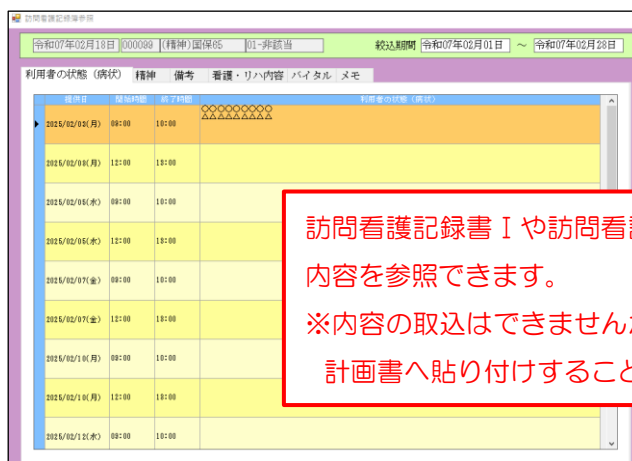 訪問看護記録簿参照
令和07年02月18日 000099 (精神)国保65 01-非該当 絞込期間 令和07年02月01日 ～ 令和07年02月28日
利用者の状態（病状） 精神 備考 看護・リハ内容 バイタル メモ
提供日 開始時間 終了時間 利用者の状態（病状）
2025/02/03(月) 09:00 10:00 ○○○○○○○○○
△△△△△△△△△
2025/02/03(月) 12:00 13:00
2025/02/05(水) 09:00 10:00
2025/02/05(水) 12:00 13:00
2025/02/07(金) 09:00 10:00
2025/02/07(金) 12:00 13:00
2025/02/10(月) 09:00 10:00
2025/02/10(月) 12:00 13:00
2025/02/12(水) 09:00 10:00
訪問看護記録書Ⅰや訪問看
内容を参照できます。
※内容の取込はできません
計画書へ貼り付けすること